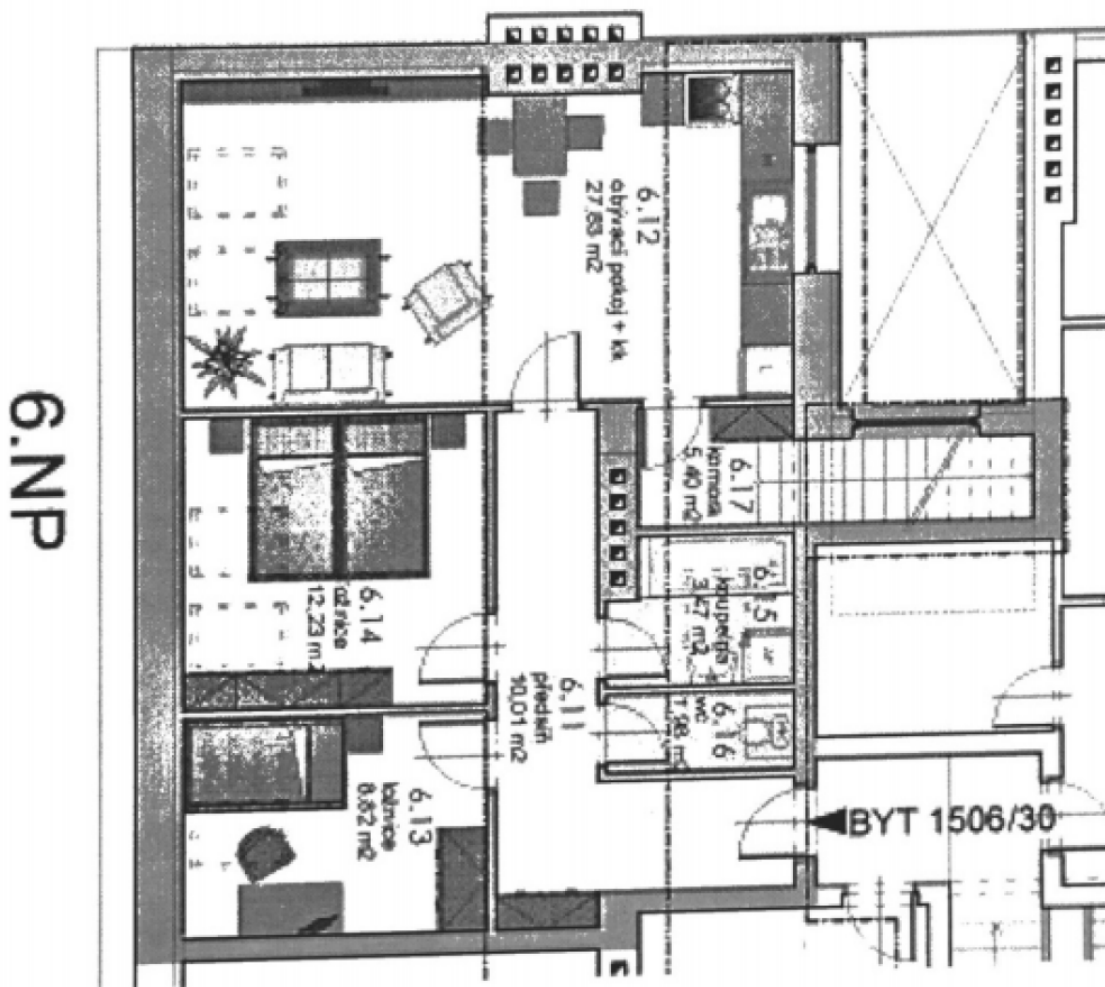 6.NP
6.12
obývací pokoj + kk
27,63 m2
L
6.17
komora
5,40 m2
6.15
koupelna
3,47 m2
6.14
ložnice
12,23 m2
6.11
předsíň
10,01 m2
6.16
wc
m2
6.13
ložnice
8,82 m2
BYT 1506/30